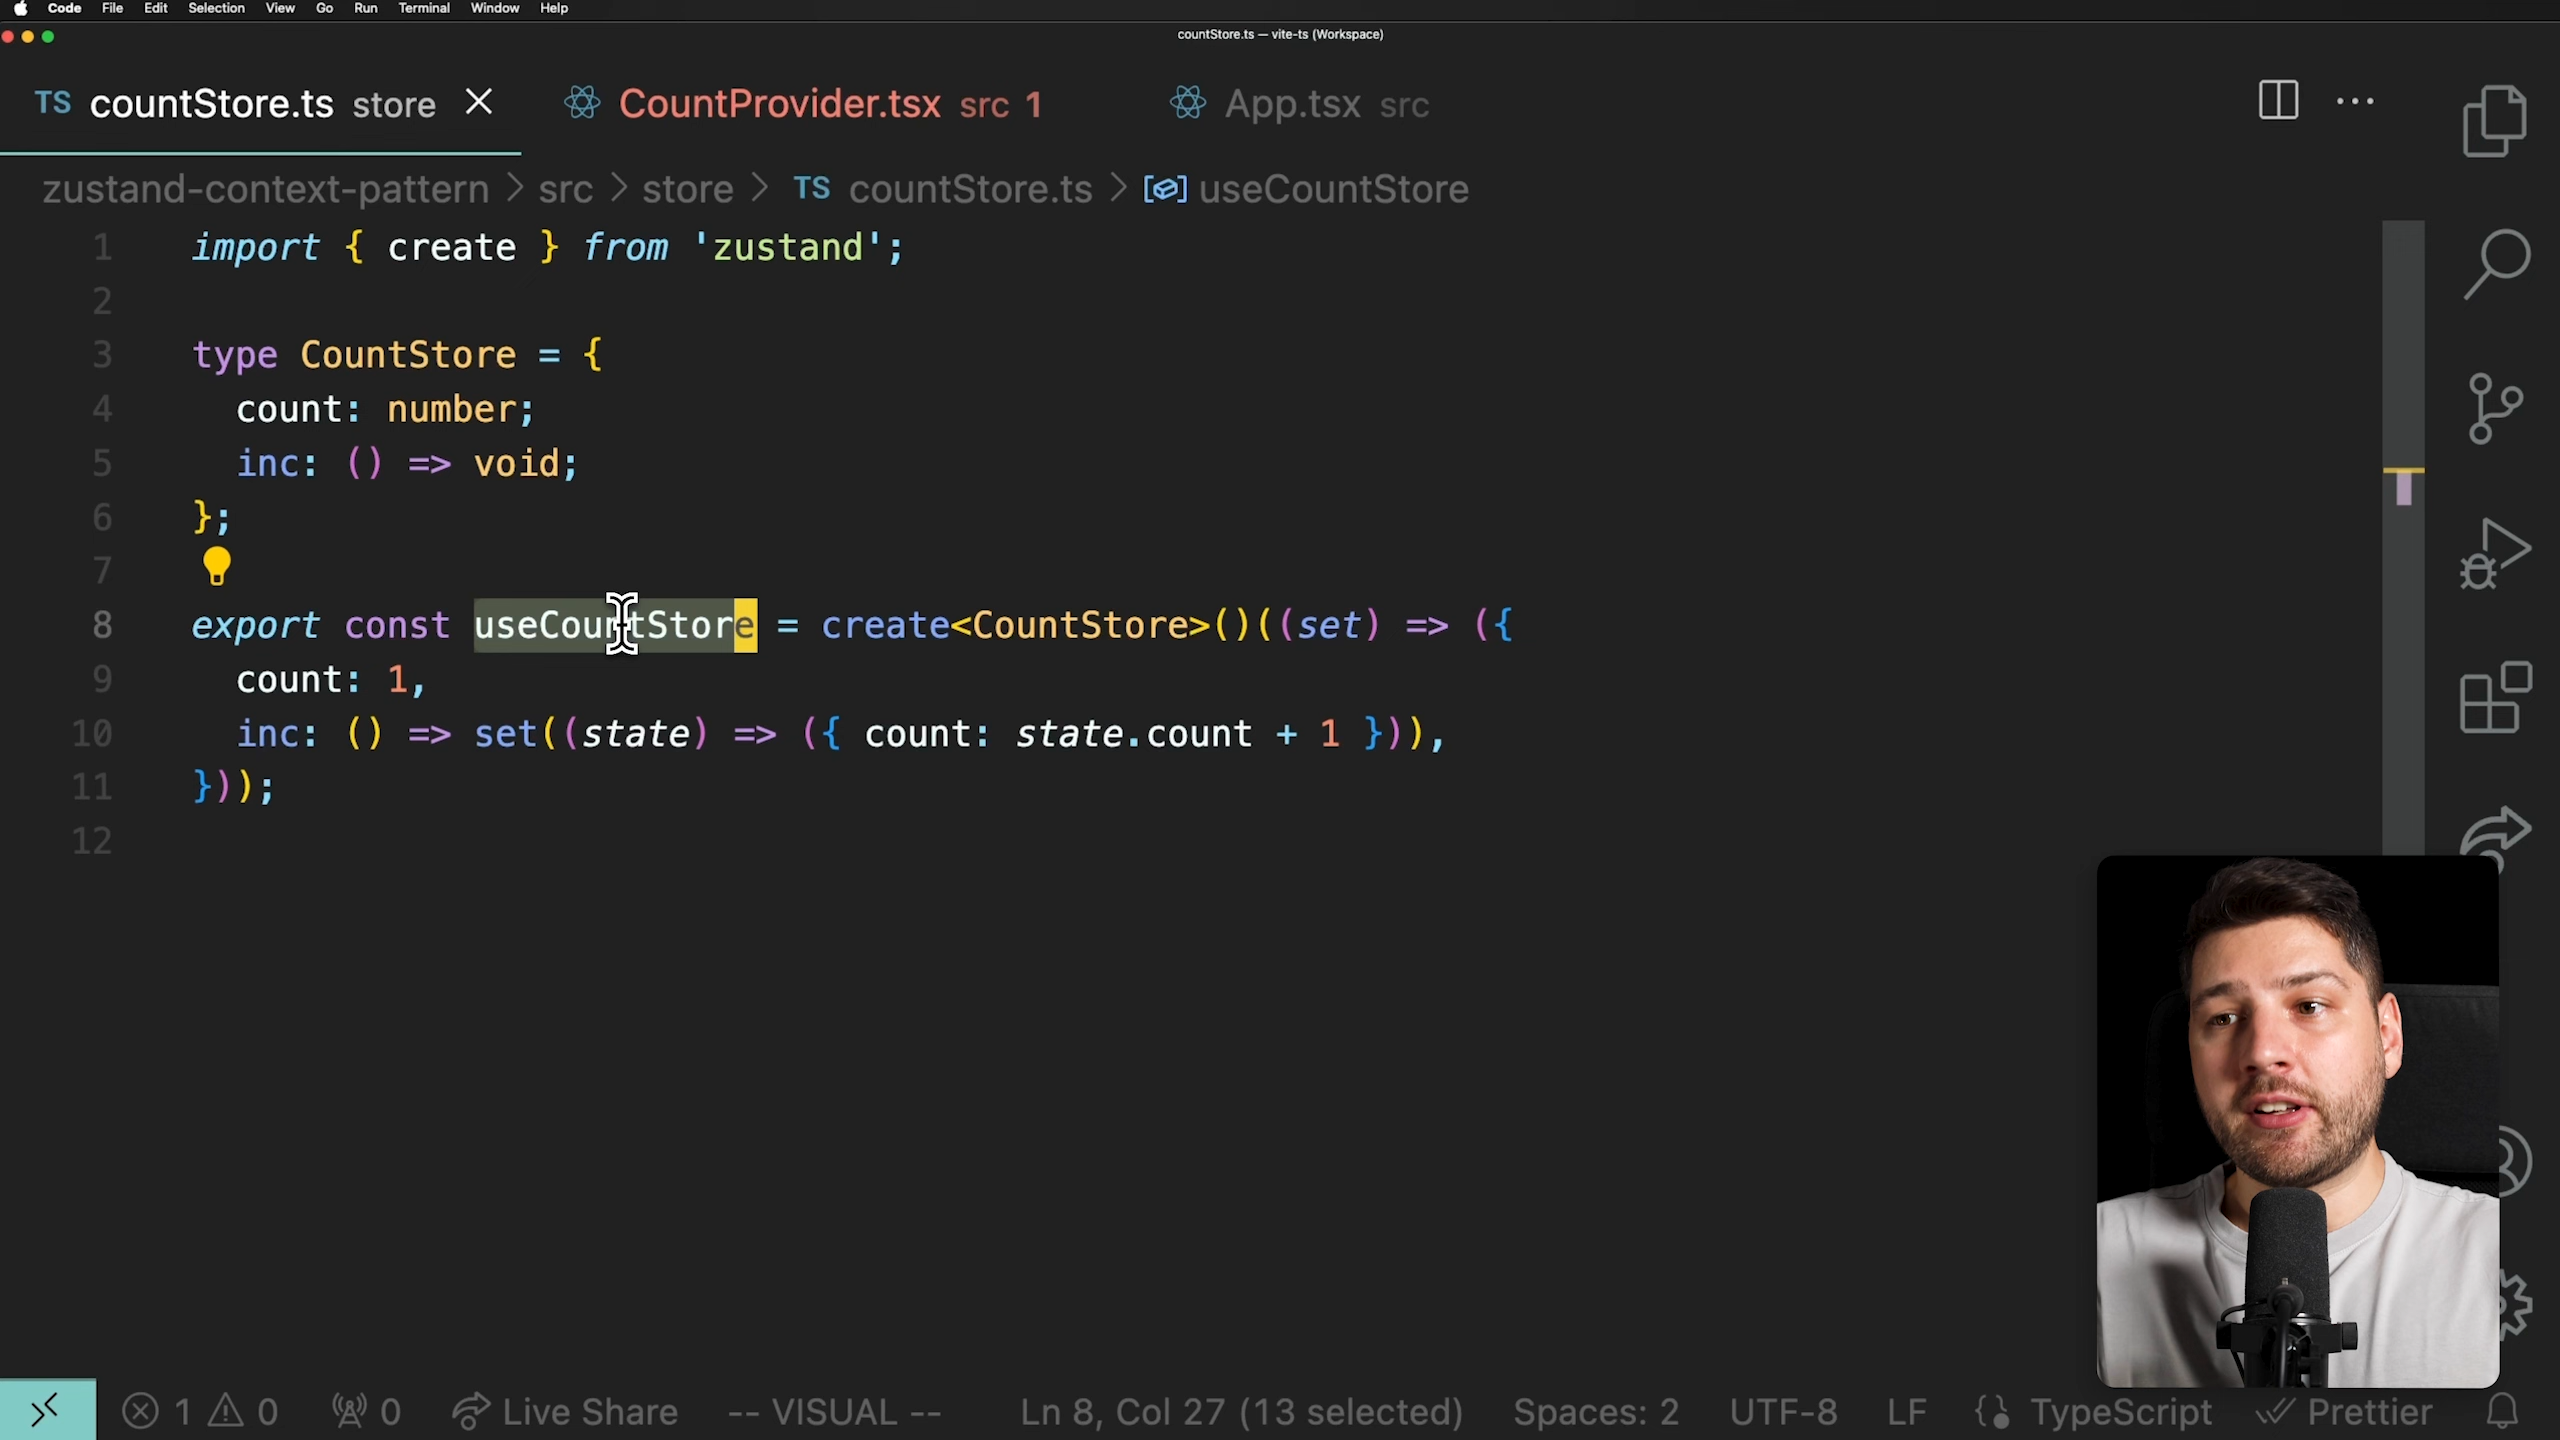 Code File Edit Selection View Go Run Terminal Window Help
countStore.ts — vite-ts (Workspace)
TS countStore.ts store CountProvider.tsx src 1 App.tsx src
zustand-context-pattern > src > store > TS countStore.ts > useCountStore
1 import { create } from 'zustand';
2
3 type CountStore = {
4 count: number;
5 inc: () => void;
6 };
7
8 export const useCountStore = create<CountStore>()((set) => ({
9 count: 1,
10 inc: () => set((state) => ({ count: state.count + 1 })),
11 }));
12
1 0 0 Live Share -- VISUAL -- Ln 8, Col 27 (13 selected) Spaces: 2 UTF-8 LF TypeScript Prettier